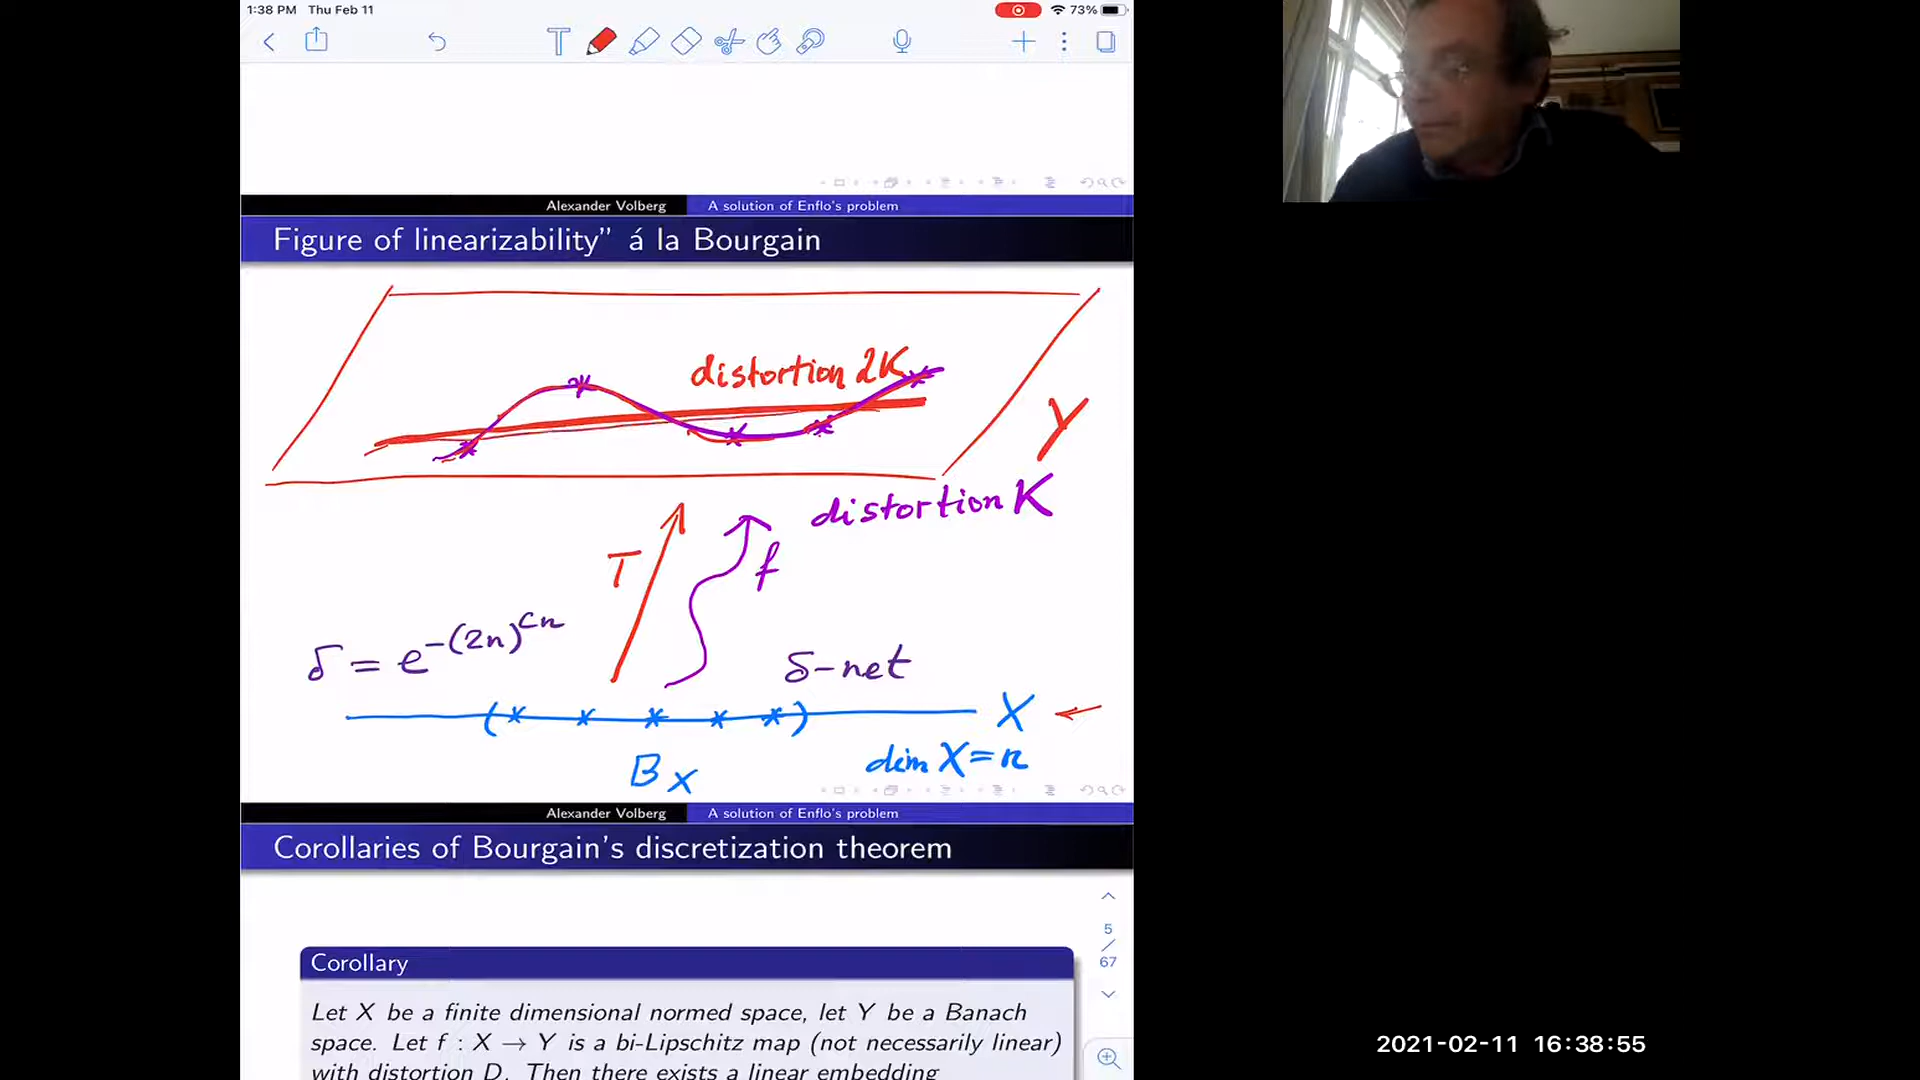 1:38 PM Thu Feb 11
73%
Alexander Volberg A solution of Enflo's problem
Figure of linearizability" á la Bourgain
distortion 2K
Y
distortion K
T
f
δ = e^{-(2n)^{Cn}}
δ-net
X
B_X
dim X = n
Alexander Volberg A solution of Enflo's problem
Corollaries of Bourgain's discretization theorem
5
/
67
Corollary
Let X be a finite dimensional normed space, let Y be a Banach
space. Let f : X → Y is a bi-Lipschitz map (not necessarily linear)
with distortion D. Then there exists a linear embedding
2021-02-11 16:38:55